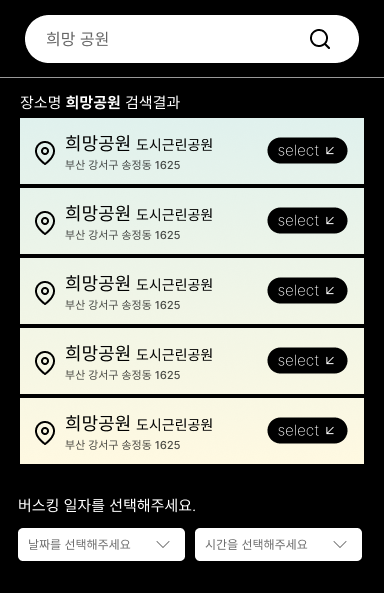 희망 공원
장소명 희망공원 검색결과
희망공원 도시근린공원
부산 강서구 송정동 1625
select
희망공원 도시근린공원
부산 강서구 송정동 1625
select
희망공원 도시근린공원
부산 강서구 송정동 1625
select
희망공원 도시근린공원
부산 강서구 송정동 1625
select
희망공원 도시근린공원
부산 강서구 송정동 1625
select
버스킹 일자를 선택해주세요.
날짜를 선택해주세요
시간을 선택해주세요